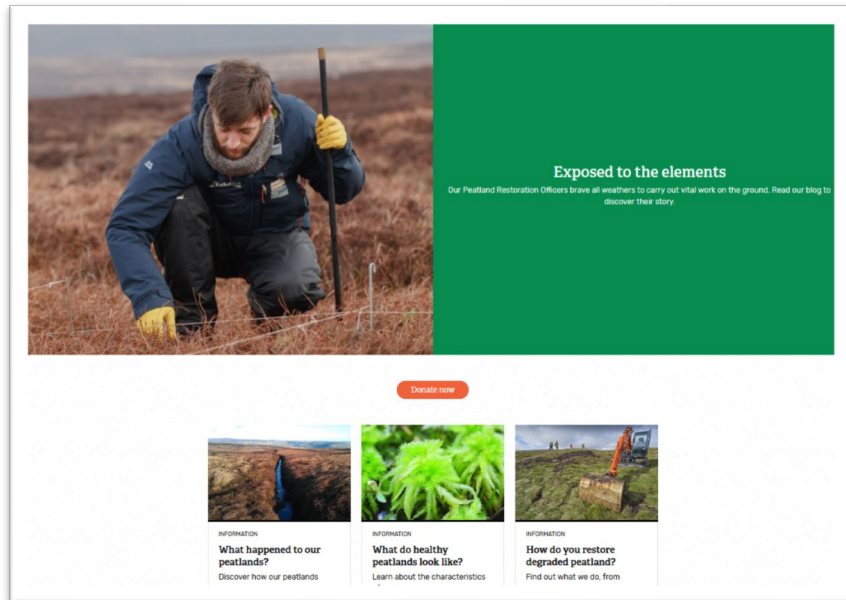 Exposed to the elements
Our Peatland Restoration Officers brave all weathers to carry out vital work on the ground. Read our blog to
discover their story.
Donate now
INFORMATION
What happened to our
peatlands?
Discover how our peatlands
INFORMATION
What do healthy
peatlands look like?
Learn about the characteristics
INFORMATION
How do you restore
degraded peatland?
Find out what we do, from